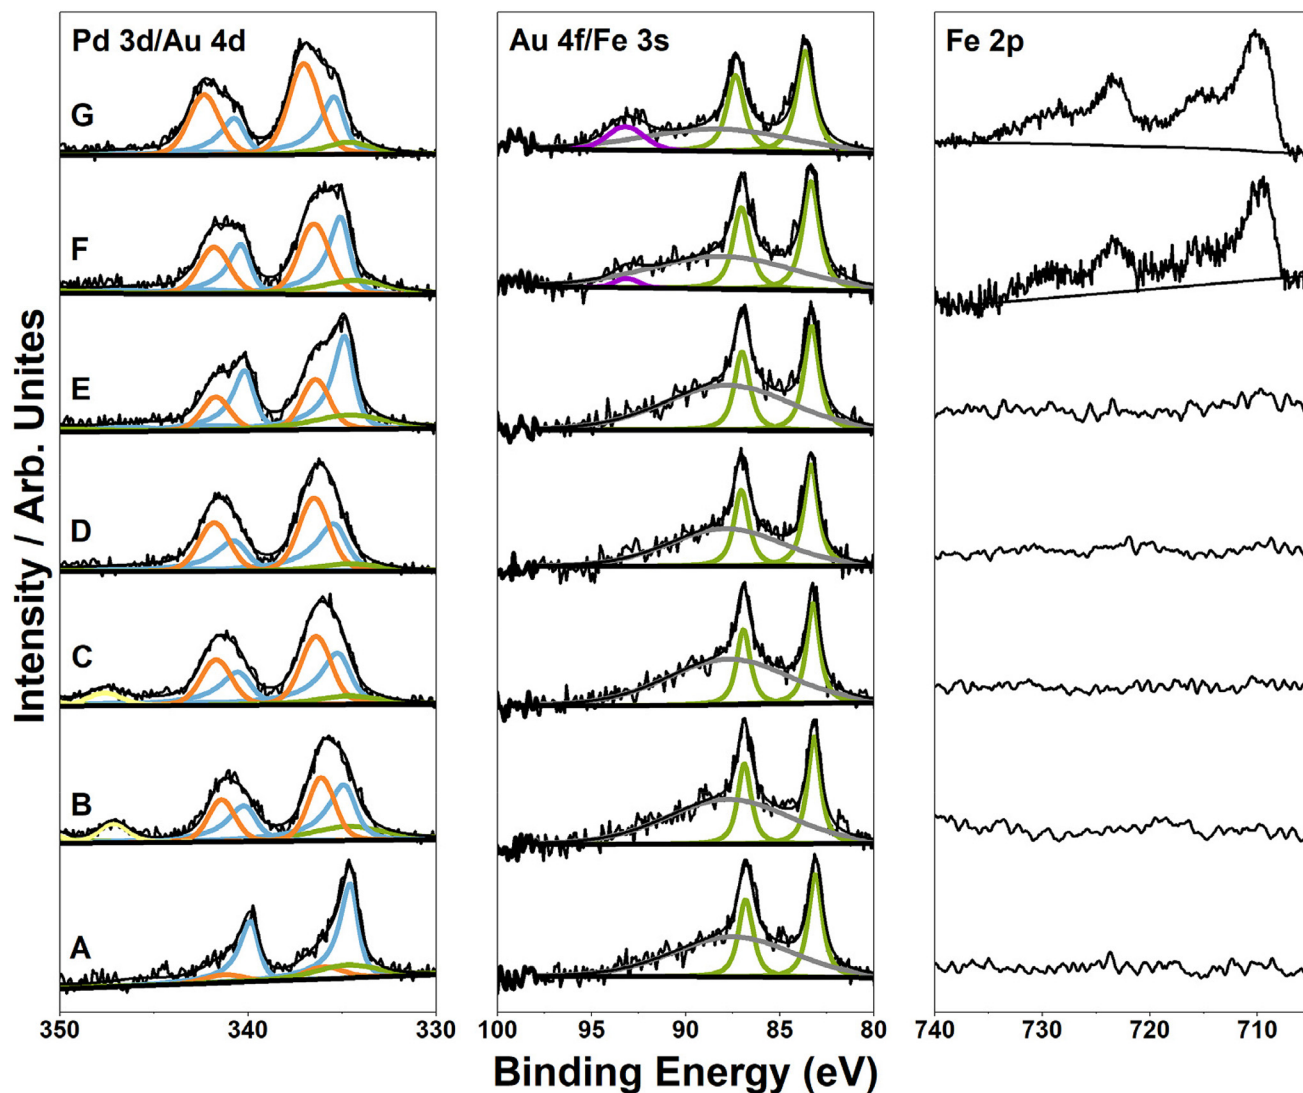 Pd 3d/Au 4d
Au 4f/Fe 3s
Fe 2p
G
F
E
D
C
B
A
Intensity / Arb. Unites
350 340 330
100 95 90 85 80
740 730 720 710
Binding Energy (eV)